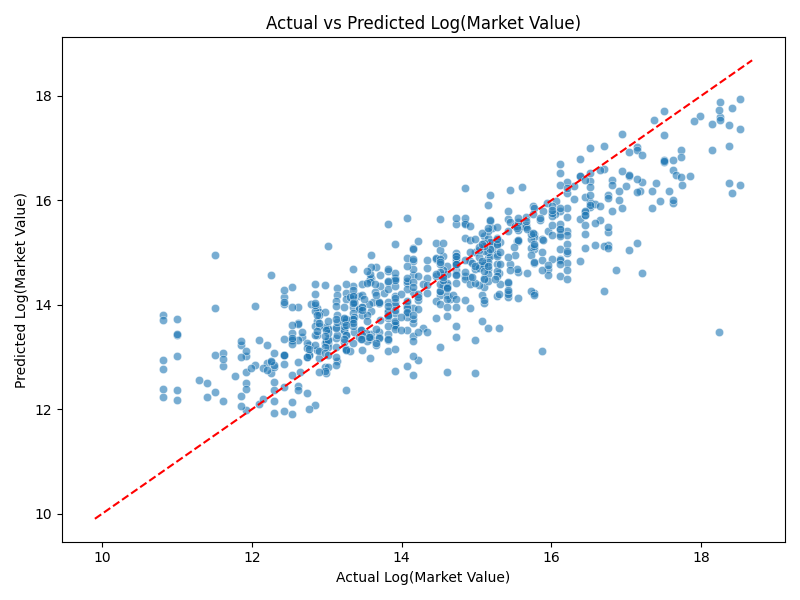 Actual vs Predicted Log(Market Value)
Predicted Log(Market Value)
18
16
14
12
10
10 12 14 16 18
Actual Log(Market Value)